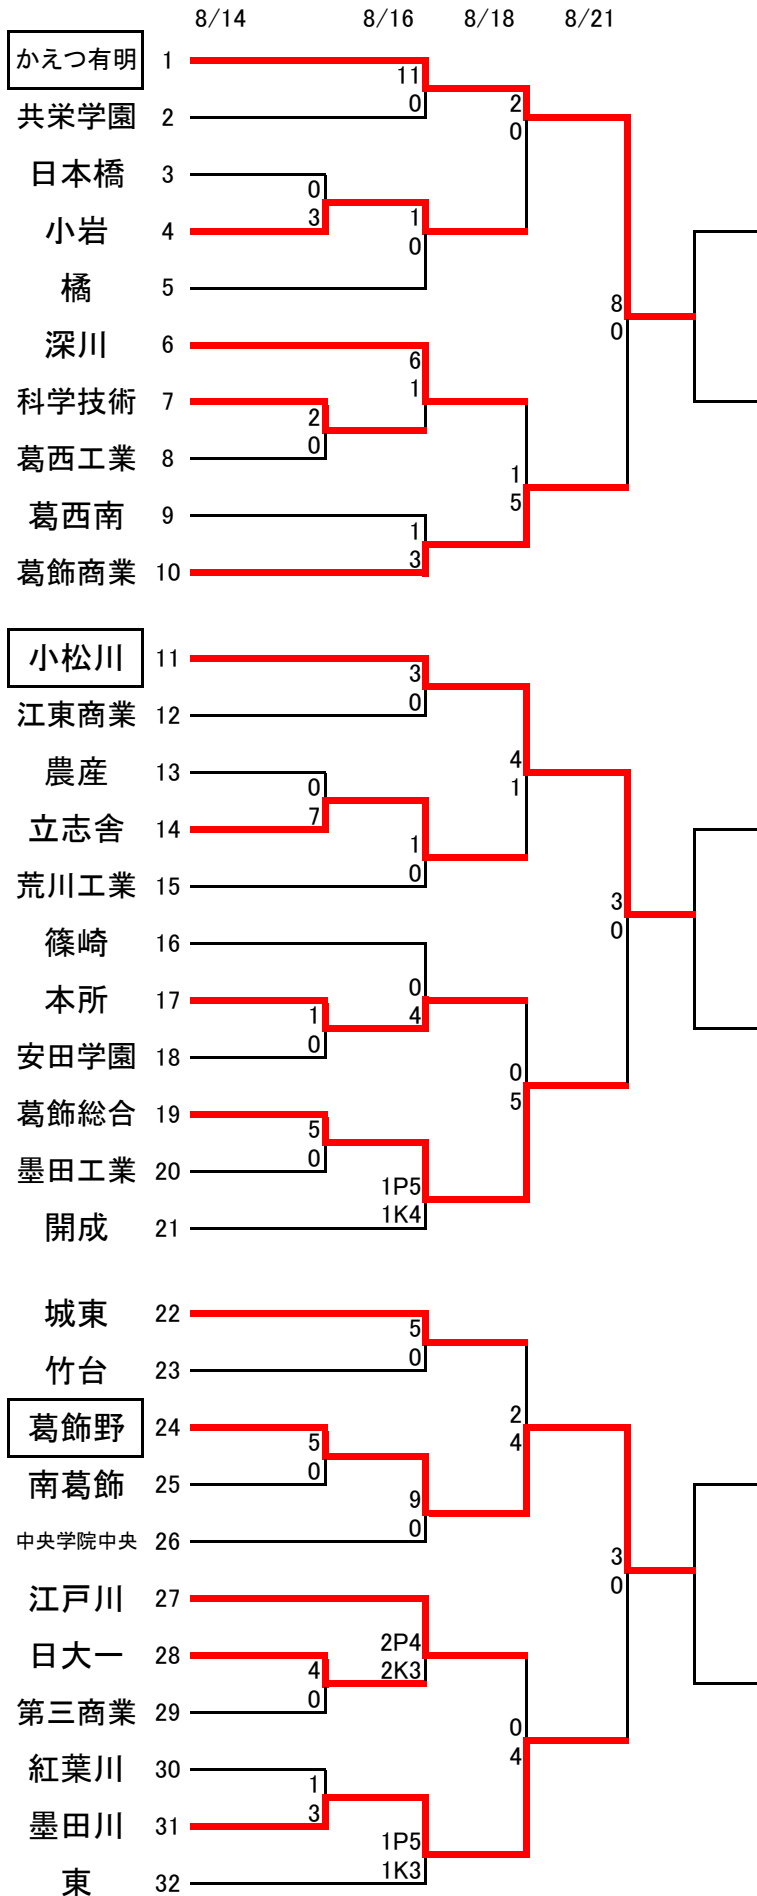 8/14 8/16 8/18 8/21
かえつ有明 1
11
0
2
0
共栄学園 2
日本橋 3
0
3
1
0
小岩 4
橘 5
8
0
深川 6
6
1
科学技術 7
2
0
葛西工業 8
1
5
葛西南 9
1
3
葛飾商業 10
小松川 11
3
0
江東商業 12
4
1
農産 13
0
7
立志舎 14
1
0
荒川工業 15
3
0
篠崎 16
0
4
本所 17
1
0
安田学園 18
0
5
葛飾総合 19
5
0
墨田工業 20
1P5
1K4
開成 21
城東 22
5
0
竹台 23
2
4
葛飾野 24
5
0
南葛飾 25
9
0
中央学院中央 26
3
0
江戸川 27
2P4
2K3
日大一 28
4
0
第三商業 29
0
4
紅葉川 30
1
3
墨田川 31
1P5
1K3
東 32